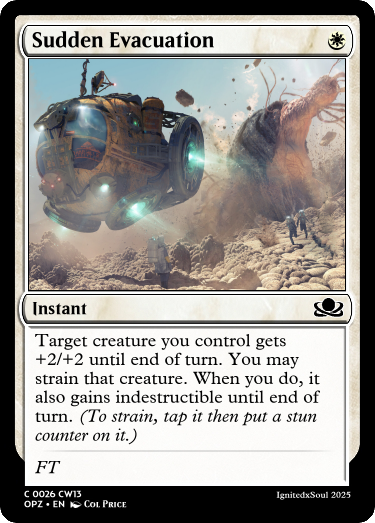 Sudden Evacuation
Instant
Target creature you control gets
+2/+2 until end of turn. You may
strain that creature. When you do, it
also gains indestructible until end of
turn. (To strain, tap it then put a stun
counter on it.)
FT
C 0026 CW13
OPZ • EN Col Price
IgnitedxSoul 2025